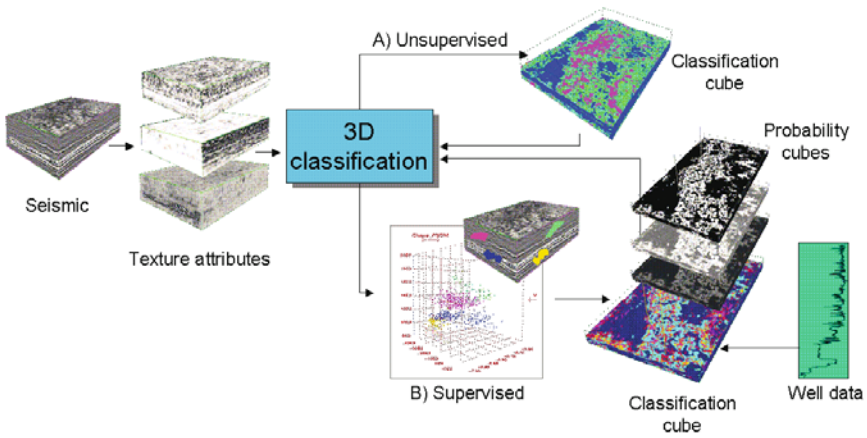 A) Unsupervised
Classification
cube
Probability
cubes
3D
classification
Seismic
Texture attributes
B) Supervised
Classification
cube
Well data